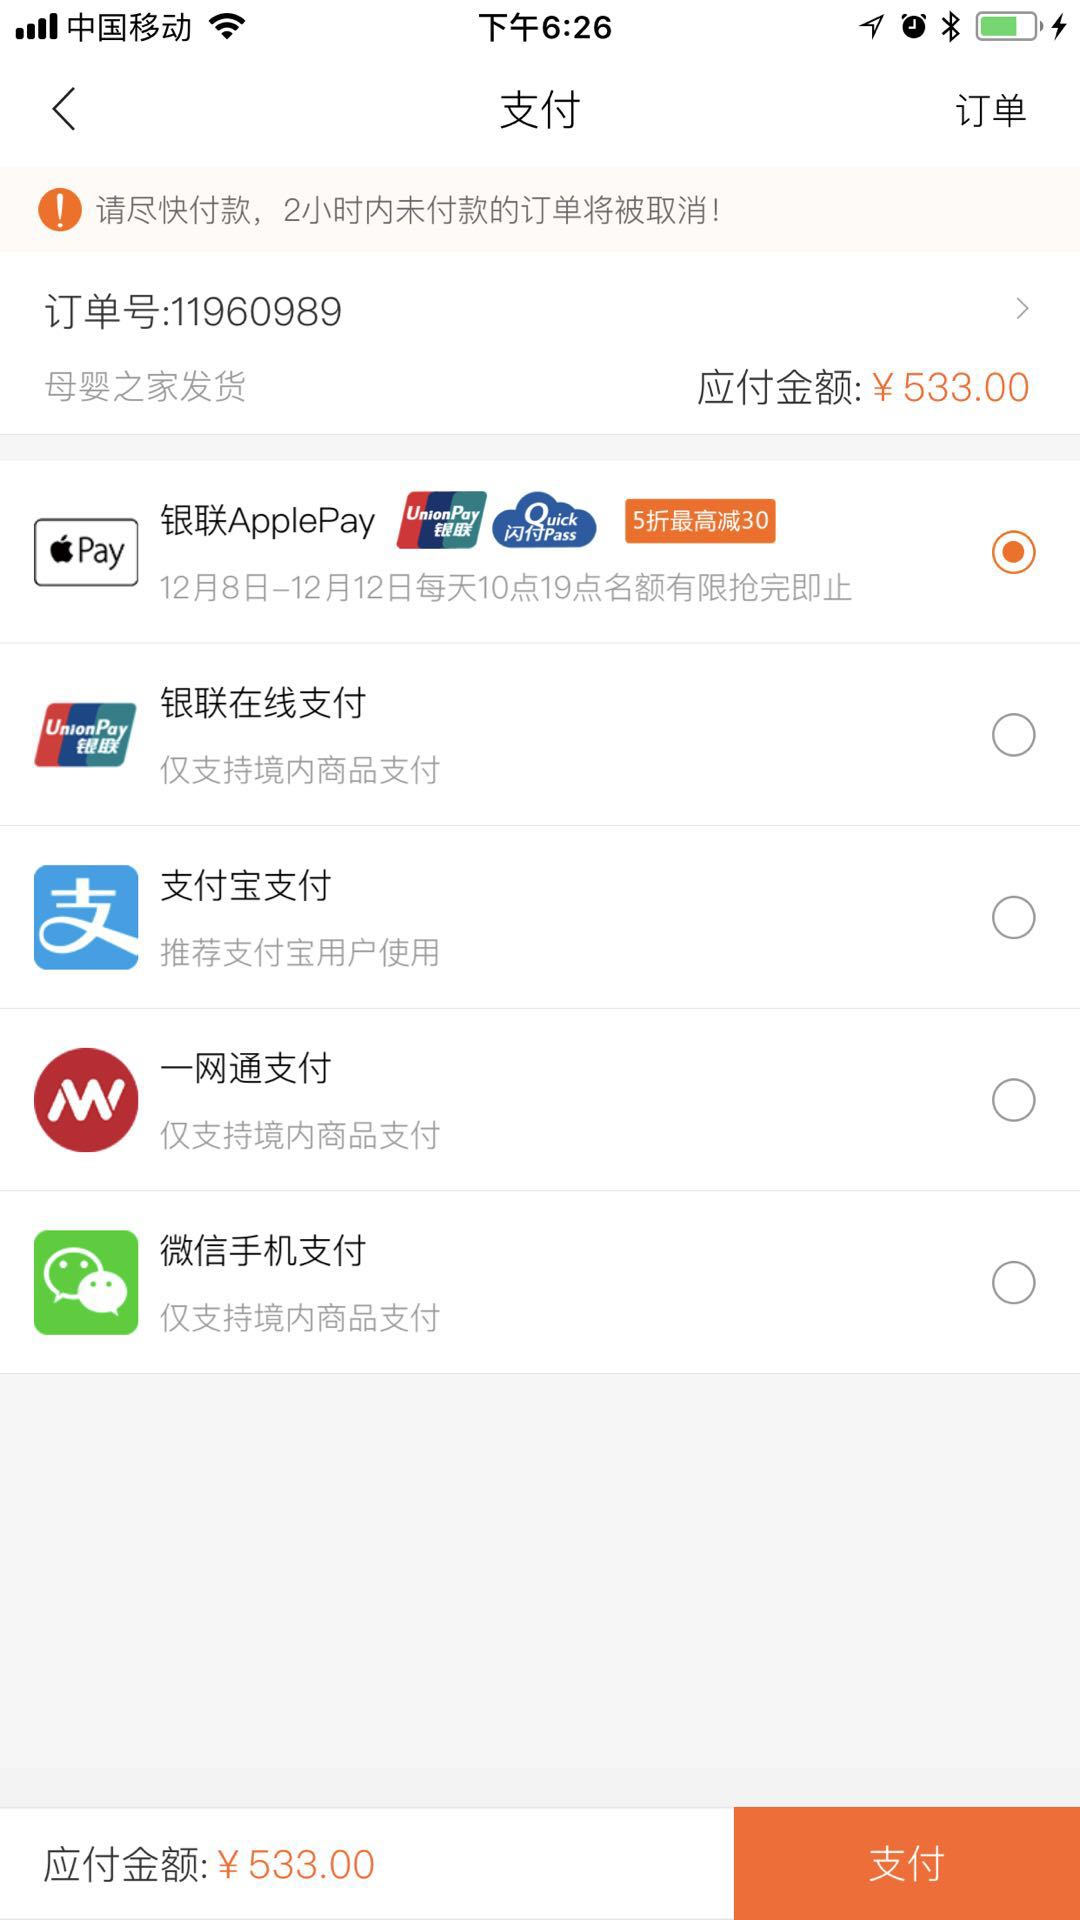 中国移动 下午6:26
支付 订单
请尽快付款，2小时内未付款的订单将被取消！
订单号:11960989
母婴之家发货 应付金额:￥533.00
Pay 银联ApplePay UnionPay 银联 Quick 闪付Pass 5折最高减30
12月8日-12月12日每天10点19点名额有限抢完即止
UnionPay 银联 银联在线支付
仅支持境内商品支付
支 支付宝支付
推荐支付宝用户使用
一网通支付
仅支持境内商品支付
微信手机支付
仅支持境内商品支付
应付金额:￥533.00 支付